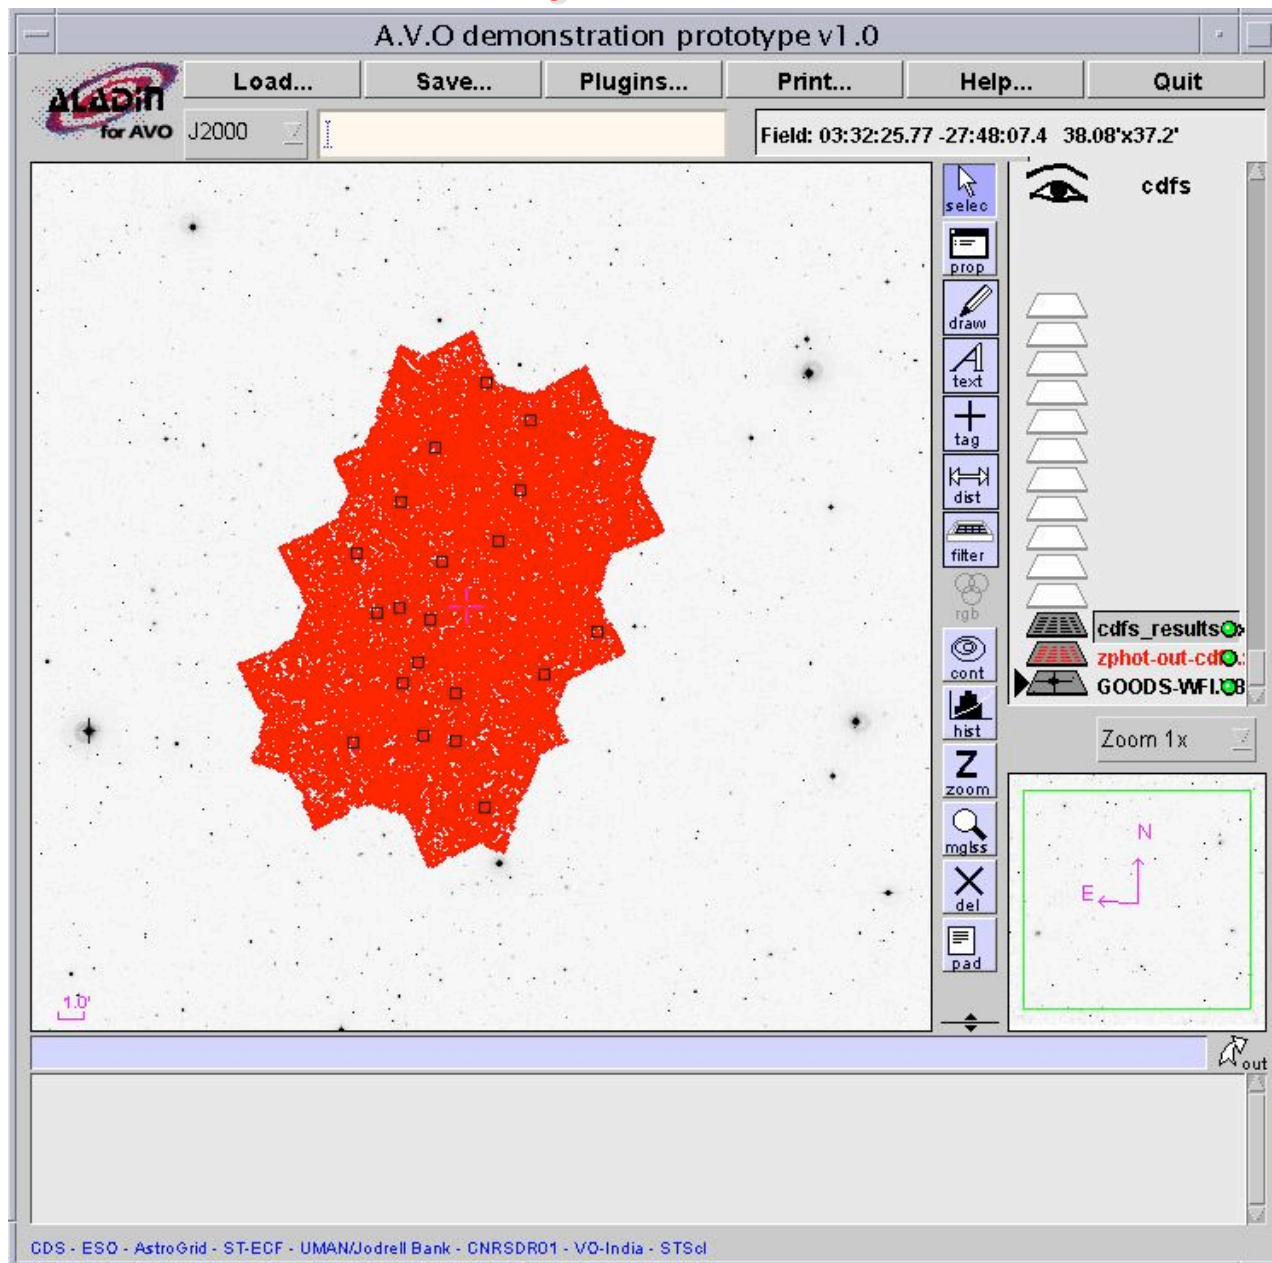 A.V.O demonstration prototype v1.0
Load... Save... Plugins... Print... Help... Quit
ALADiN
for AVO
J2000
Field: 03:32:25.77 -27:48:07.4 38.08'x37.2'
cdfs
selec
prop
draw
text
tag
dist
filter
rgb
cont
hist
zoom
mglss
del
pad
cdfs_results
zphot-out-cdf
GOODS-WFI.
Zoom 1x
N
E
1.0'
out
CDS - ESO - AstroGrid - ST-ECF - UMAN/Jodrell Bank - CNRSDR01 - VO-India - STScI